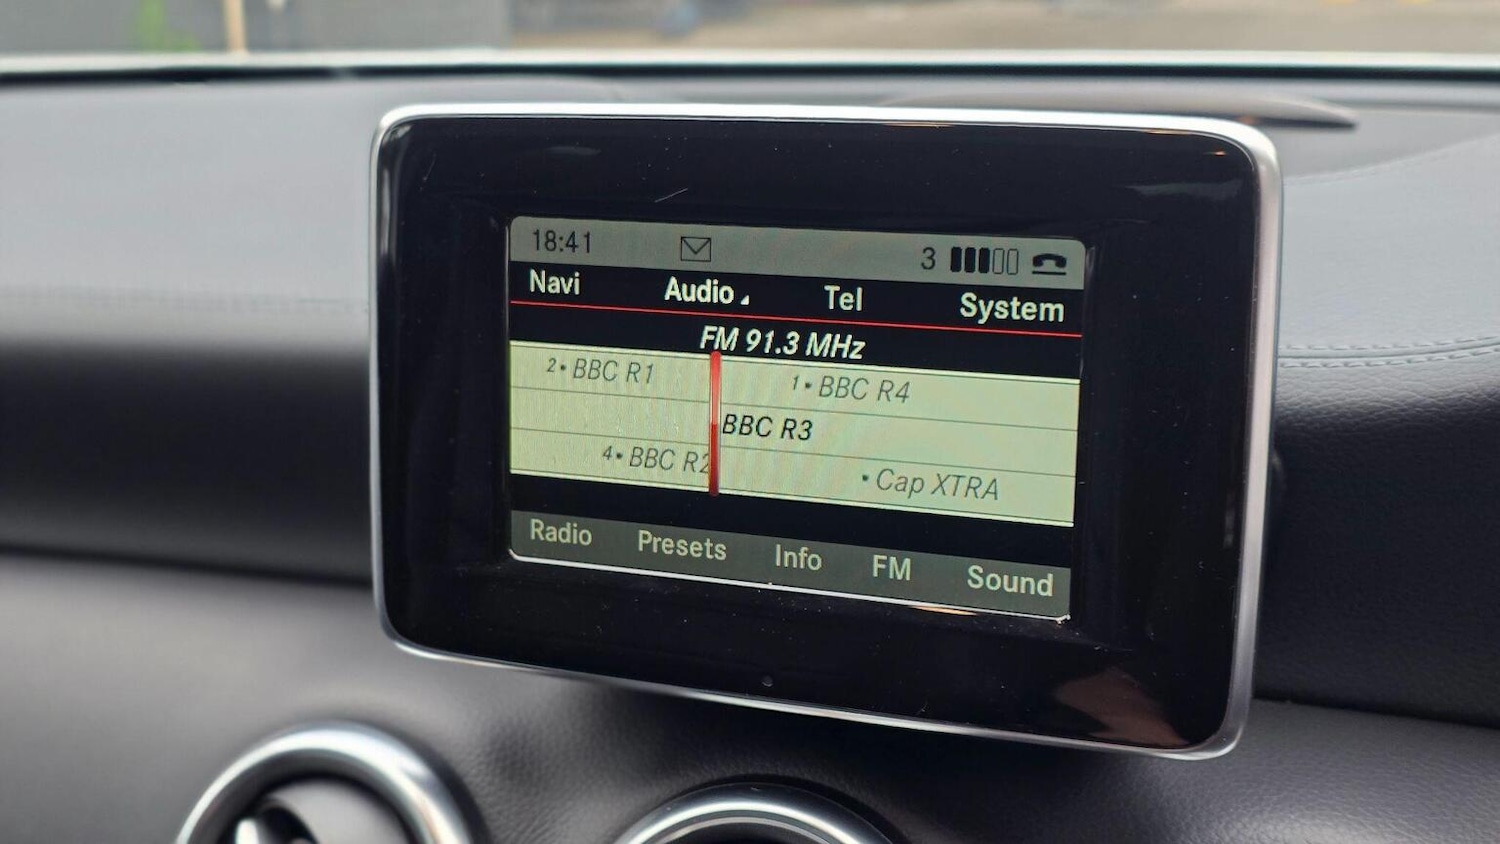 18:41 3
Navi Audio Tel System
FM 91.3 MHz
2• BBC R1 1• BBC R4
BBC R3
4• BBC R2 • Cap XTRA
Radio Presets Info FM Sound